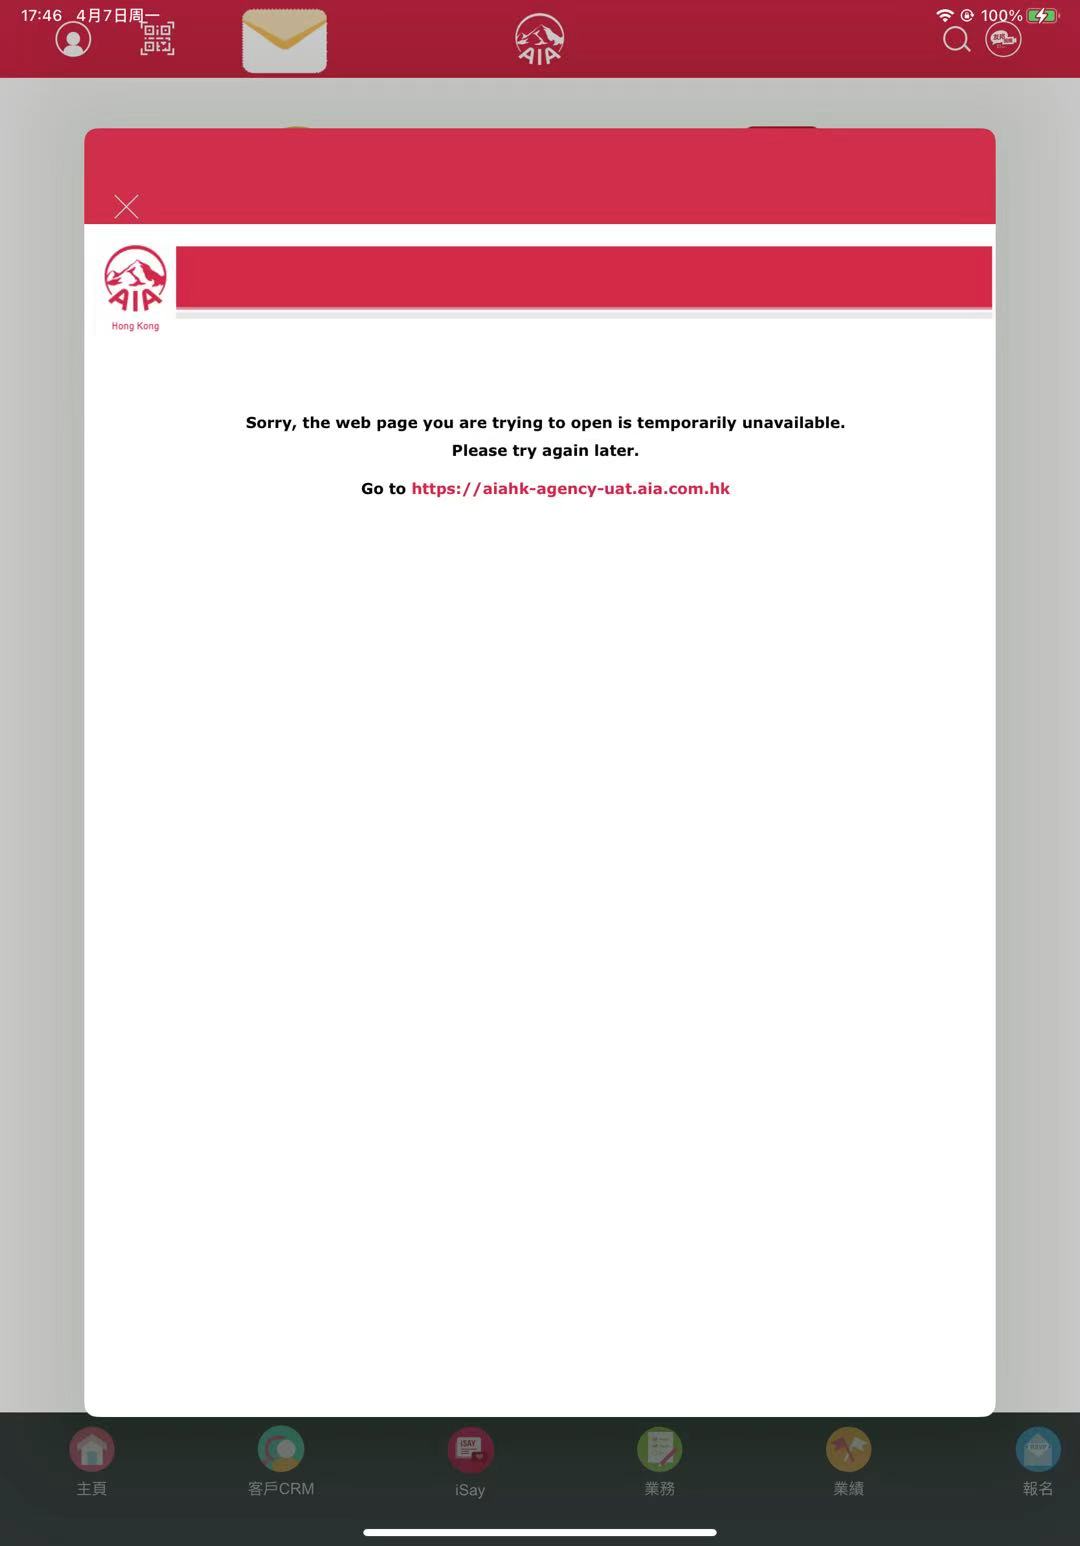 17:46 4月7日周一
100%
AIA
AIA
Hong Kong
Sorry, the web page you are trying to open is temporarily unavailable.
Please try again later.
Go to https://aiahk-agency-uat.aia.com.hk
iSAY
RSVP
主頁
客戶CRM
iSay
業務
業績
報名